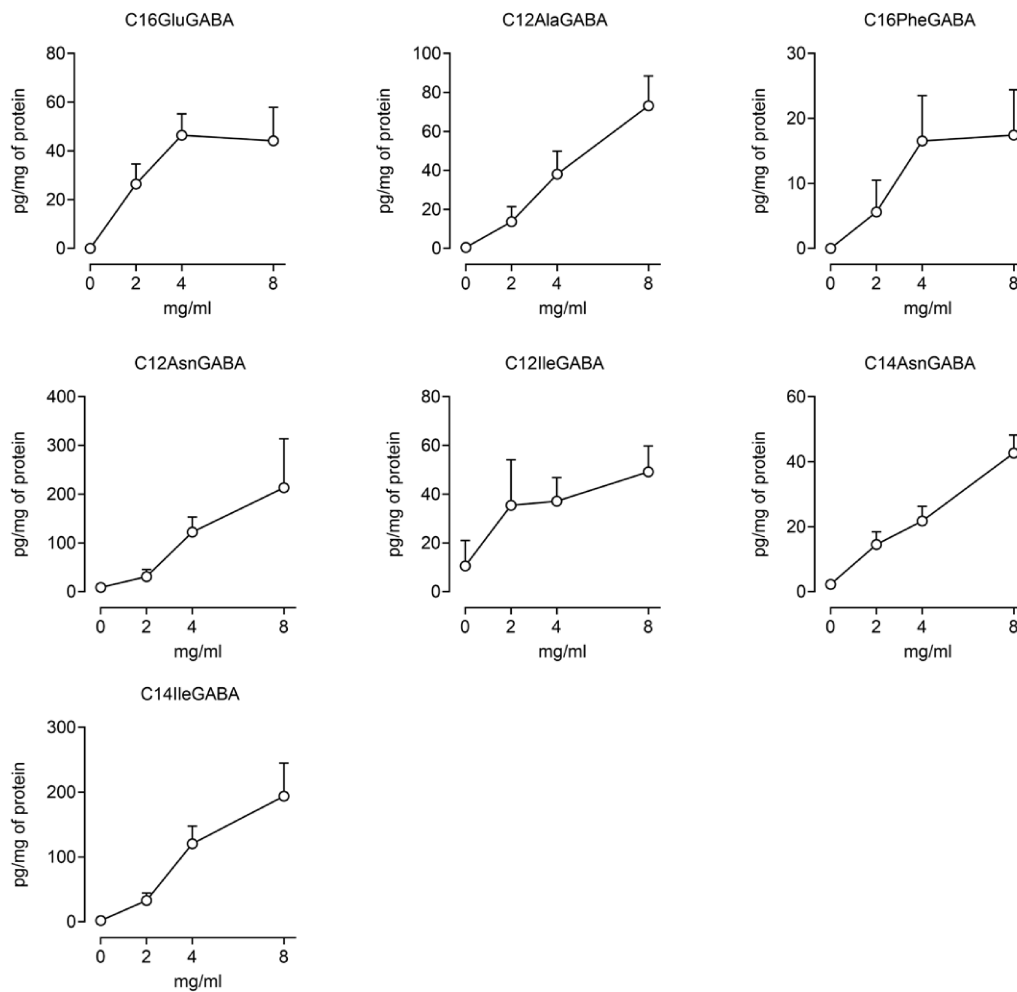 C16GluGABA
pg/mg of protein
80
60
40
20
0
0 2 4 8
mg/ml
C12AlaGABA
pg/mg of protein
100
80
60
40
20
0
0 2 4 8
mg/ml
C16PheGABA
pg/mg of protein
30
20
10
0
0 2 4 8
mg/ml
C12AsnGABA
pg/mg of protein
400
300
200
100
0
0 2 4 8
mg/ml
C12IleGABA
pg/mg of protein
80
60
40
20
0
0 2 4 8
mg/ml
C14AsnGABA
pg/mg of protein
60
40
20
0
0 2 4 8
mg/ml
C14IleGABA
pg/mg of protein
300
200
100
0
0 2 4 8
mg/ml